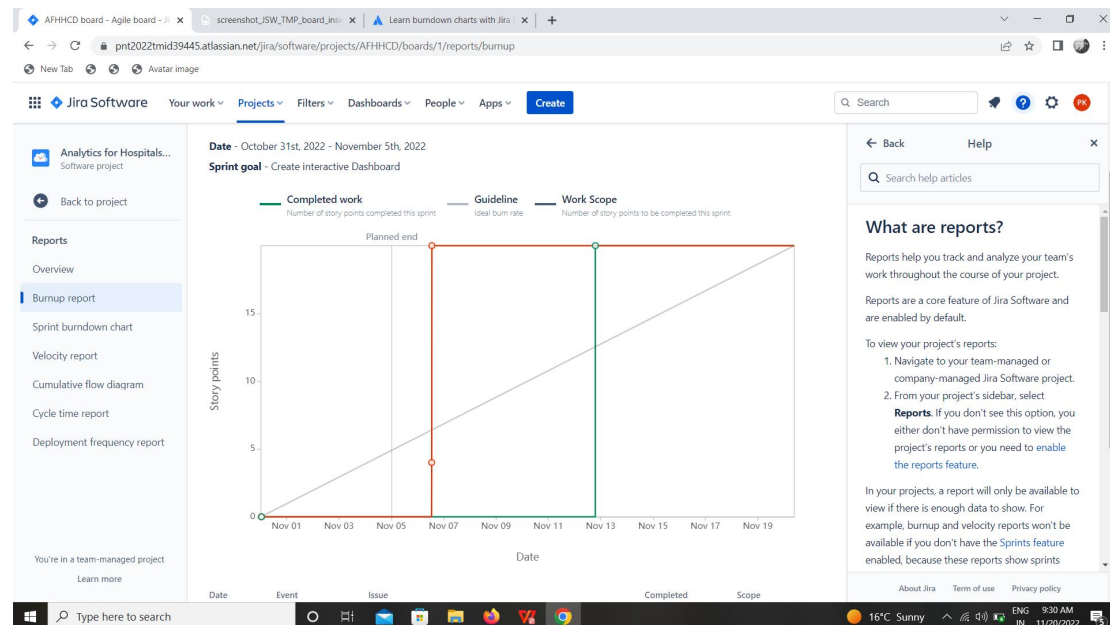 AFHHCD board - Agile board - Ji
screenshot_JSW_TMP_board_insi
Learn burndown charts with Jira S
pnt2022tmid39445.atlassian.net/jira/software/projects/AFHHCD/boards/1/reports/burnup
New Tab
Avatar image
Jira Software
Your work
Projects
Filters
Dashboards
People
Apps
Create
Search
PK
Analytics for Hospitals...
Software project
Back to project
Reports
Overview
Burnup report
Sprint burndown chart
Velocity report
Cumulative flow diagram
Cycle time report
Deployment frequency report
You're in a team-managed project
Learn more
Date - October 31st, 2022 - November 5th, 2022
Sprint goal - Create interactive Dashboard
Completed work
Number of story points completed this sprint
Guideline
Ideal burn rate
Work Scope
Number of story points to be completed this sprint
Planned end
Story points
15
10
5
0
Nov 01 Nov 03 Nov 05 Nov 07 Nov 09 Nov 11 Nov 13 Nov 15 Nov 17 Nov 19
Date
Date Event Issue Completed Scope
Back
Help
Search help articles
What are reports?
Reports help you track and analyze your team's
work throughout the course of your project.
Reports are a core feature of Jira Software and
are enabled by default.
To view your project's reports:
1. Navigate to your team-managed or
company-managed Jira Software project.
2. From your project's sidebar, select
Reports. If you don't see this option, you
either don't have permission to view the
project's reports or you need to enable
the reports feature.
In your projects, a report will only be available to
view if there is enough data to show. For
example, burnup and velocity reports won't be
available if you don't have the Sprints feature
enabled, because these reports show sprints
About Jira Term of use Privacy policy
Type here to search
16°C Sunny
ENG
IN
9:30 AM
11/20/2022
5